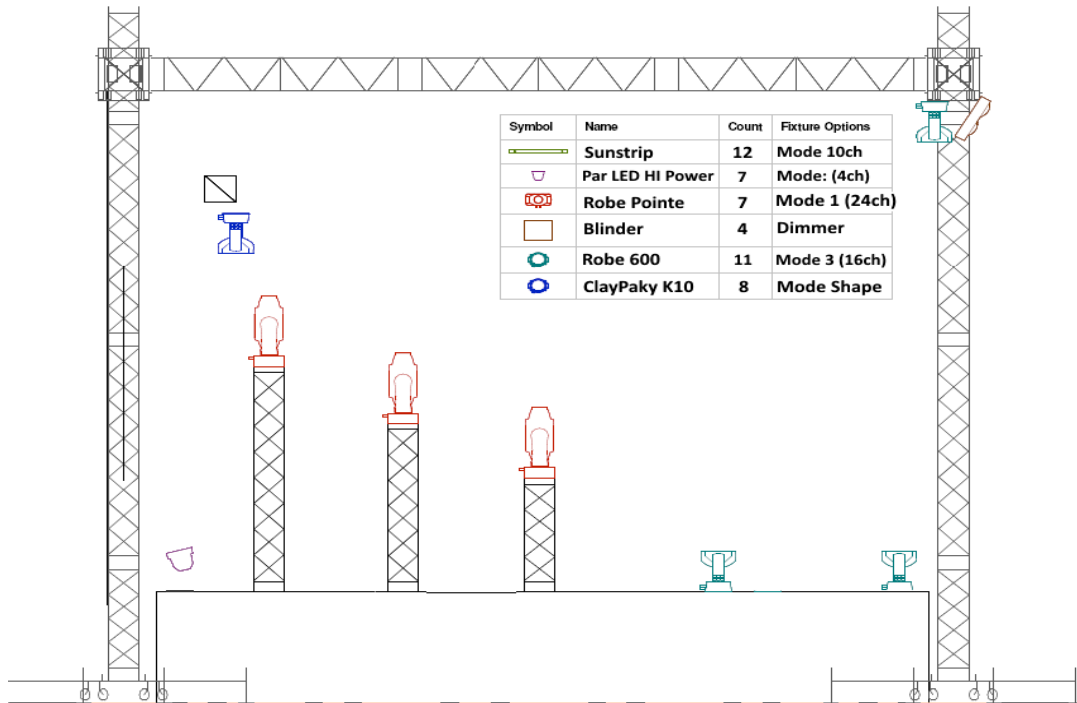 Symbol Name Count Fixture Options
Sunstrip 12 Mode 10ch
Par LED HI Power 7 Mode: (4ch)
Robe Pointe 7 Mode 1 (24ch)
Blinder 4 Dimmer
Robe 600 11 Mode 3 (16ch)
ClayPaky K10 8 Mode Shape